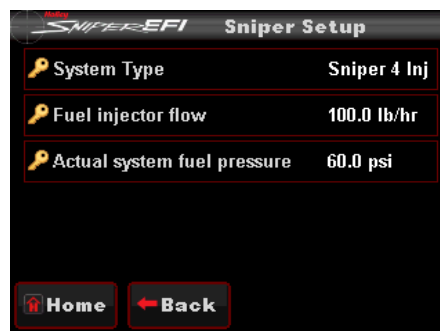 Holley
SNIPER EFI Sniper Setup
System Type Sniper 4 Inj
Fuel injector flow 100.0 lb/hr
Actual system fuel pressure 60.0 psi
Home Back